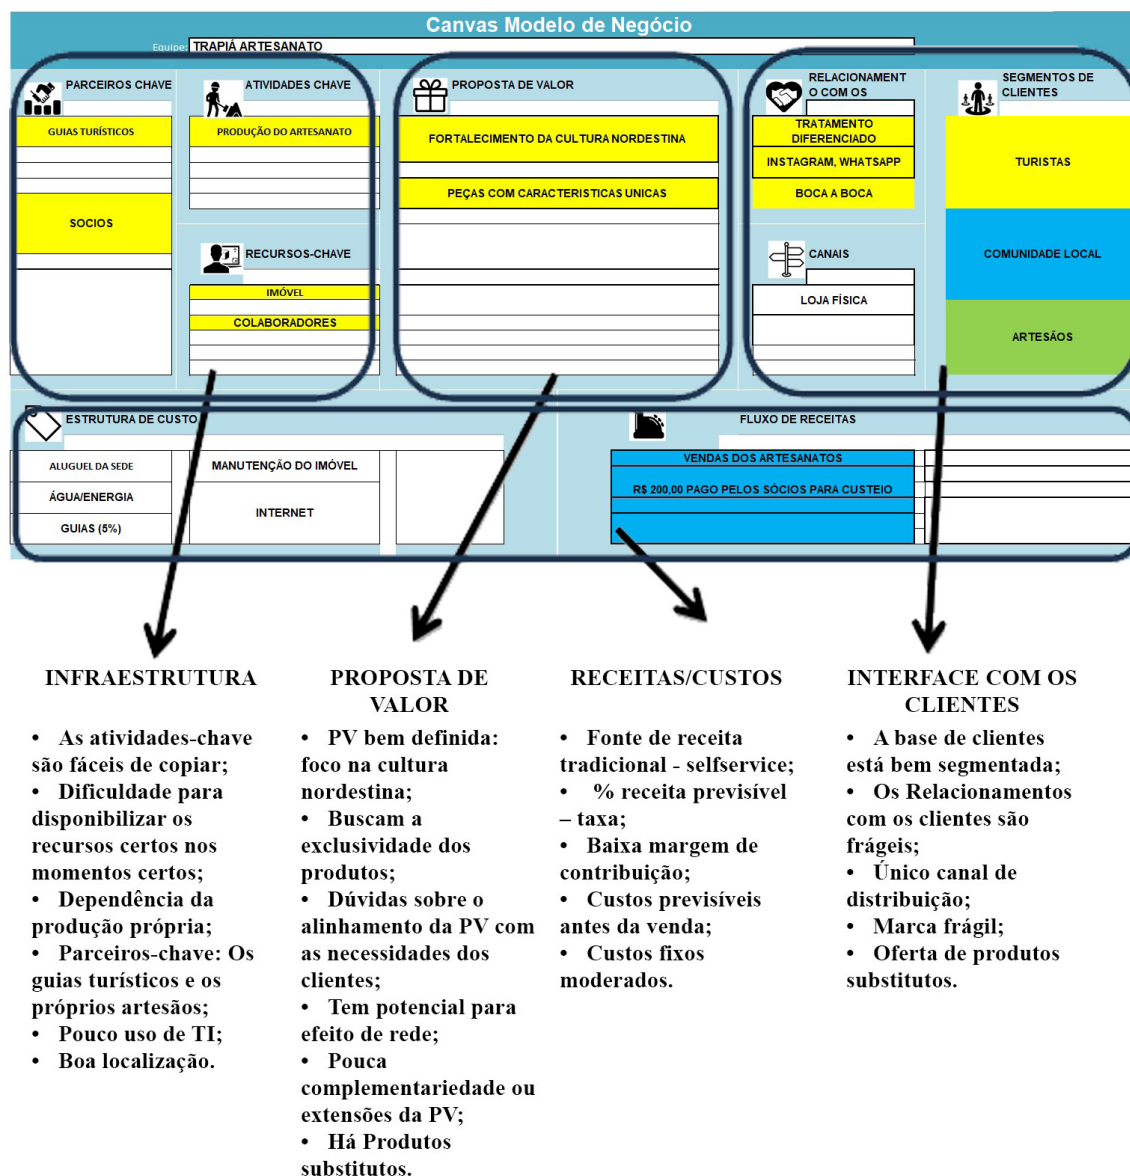 Canvas Modelo de Negócio
Equipe: TRAPIÁ ARTESANATO
PARCEIROS CHAVE
GUIAS TURÍSTICOS
SOCIOS
ATIVIDADES CHAVE
PRODUÇÃO DO ARTESANATO
RECURSOS-CHAVE
IMÓVEL
COLABORADORES
PROPOSTA DE VALOR
FORTALECIMENTO DA CULTURA NORDESTINA
PEÇAS COM CARACTERISTICAS UNICAS
RELACIONAMENT
O COM OS
TRATAMENTO
DIFERENCIADO
INSTAGRAM, WHATSAPP
BOCA A BOCA
CANAIS
LOJA FÍSICA
SEGMENTOS DE
CLIENTES
TURISTAS
COMUNIDADE LOCAL
ARTESÃOS
ESTRUTURA DE CUSTO
ALUGUEL DA SEDE
ÁGUA/ENERGIA
GUIAS (5%)
MANUTENÇÃO DO IMÓVEL
INTERNET
FLUXO DE RECEITAS
VENDAS DOS ARTESANATOS
R$ 200,00 PAGO PELOS SÓCIOS PARA CUSTEIO
INFRAESTRUTURA
• As atividades-chave
são fáceis de copiar;
• Dificuldade para
disponibilizar os
recursos certos nos
momentos certos;
• Dependência da
produção própria;
• Parceiros-chave: Os
guias turísticos e os
próprios artesãos;
• Pouco uso de TI;
• Boa localização.
PROPOSTA DE
VALOR
• PV bem definida:
foco na cultura
nordestina;
• Buscam a
exclusividade dos
produtos;
• Dúvidas sobre o
alinhamento da PV com
as necessidades dos
clientes;
• Tem potencial para
efeito de rede;
• Pouca
complementariedade ou
extensões da PV;
• Há Produtos
substitutos.
RECEITAS/CUSTOS
• Fonte de receita
tradicional - selfservice;
• % receita previsível
– taxa;
• Baixa margem de
contribuição;
• Custos previsíveis
antes da venda;
• Custos fixos
moderados.
INTERFACE COM OS
CLIENTES
• A base de clientes
está bem segmentada;
• Os Relacionamentos
com os clientes são
frágeis;
• Único canal de
distribuição;
• Marca frágil;
• Oferta de produtos
substitutos.